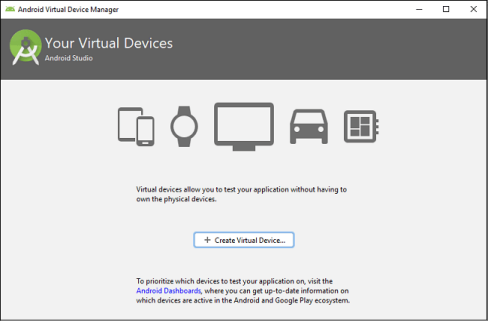 Android Virtual Device Manager
Your Virtual Devices
Android Studio
Virtual devices allow you to test your application without having to
own the physical devices.
+ Create Virtual Device...
To prioritize which devices to test your application on, visit the
Android Dashboards, where you can get up-to-date information on
which devices are active in the Android and Google Play ecosystem.